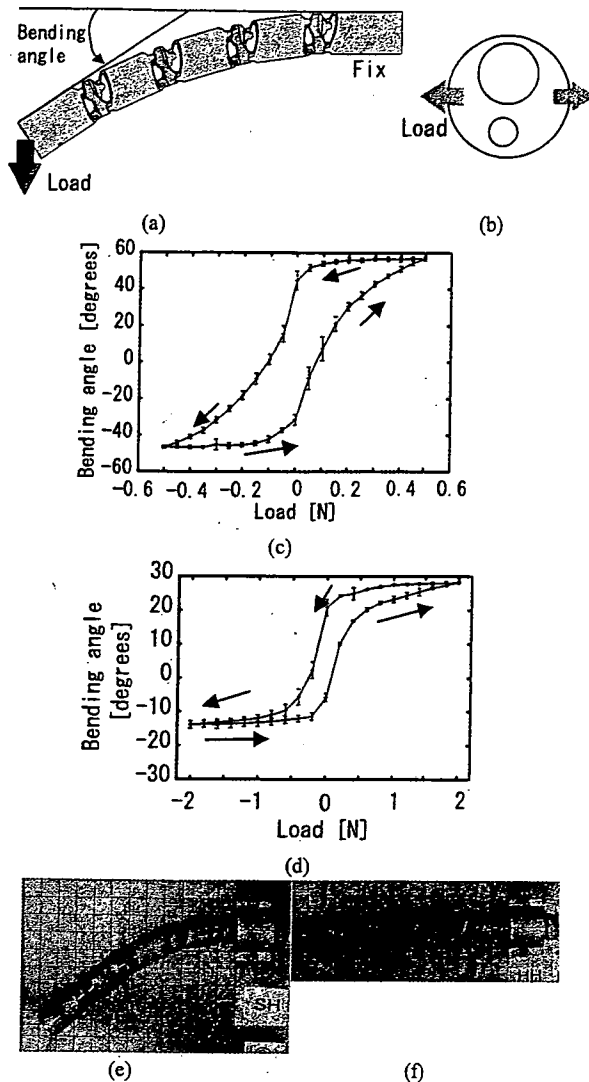 Bending
angle
Fix
Load
(a)
Load
(b)
Bending angle [degrees]
60
40
20
0
-20
-40
-60
-0.6 -0.4 -0.2 0 0.2 0.4 0.6
Load [N]
(c)
Bending angle
[degrees]
30
20
10
0
-10
-20
-30
-2 -1 0 1 2
Load [N]
(d)
SH
(e)
(f)